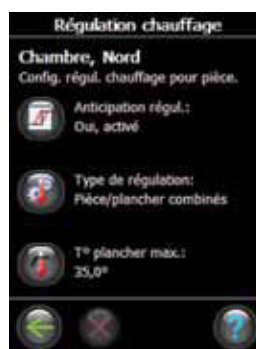 Régulation chauffage
Chambre, Nord
Config. régul. chauffage pour pièce.
Anticipation régul.:
Oui, activé
Type de régulation:
Pièce/plancher combinés
T° plancher max.:
35,0°
?